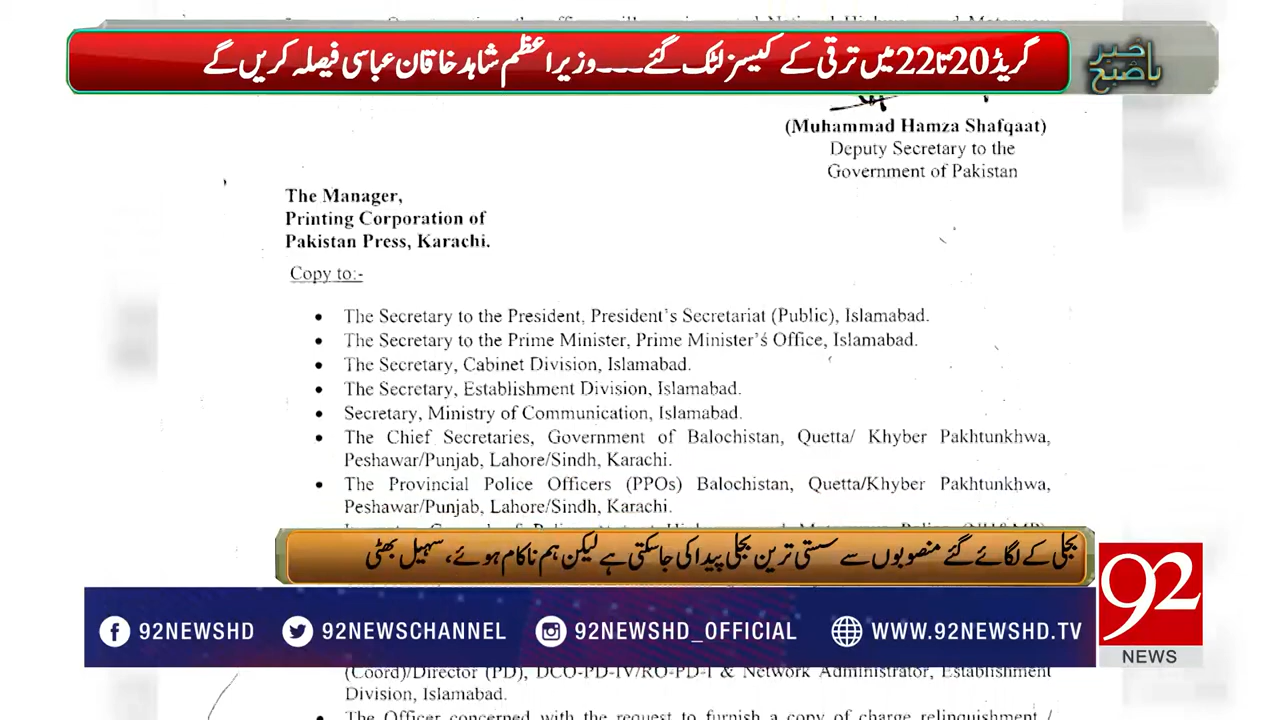 گریڈ 20 تا 22 میں ترقی کے کیسز لٹک گئے۔۔۔۔وزیراعظم شاہد خاقان عباسی فیصلہ کریں گے
باخبر صبح
(Muhammad Hamza Shafqaat)
Deputy Secretary to the
Government of Pakistan
The Manager,
Printing Corporation of
Pakistan Press, Karachi.
Copy to:-
• The Secretary to the President, President's Secretariat (Public), Islamabad.
• The Secretary to the Prime Minister, Prime Minister's Office, Islamabad.
• The Secretary, Cabinet Division, Islamabad.
• The Secretary, Establishment Division, Islamabad.
• Secretary, Ministry of Communication, Islamabad.
• The Chief Secretaries, Government of Balochistan, Quetta/ Khyber Pakhtunkhwa,
Peshawar/Punjab, Lahore/Sindh, Karachi.
• The Provincial Police Officers (PPOs) Balochistan, Quetta/Khyber Pakhtunkhwa,
Peshawar/Punjab, Lahore/Sindh, Karachi.
بجلی کے لگائے گئے منصوبوں سے سستی ترین بجلی پیدا کی جاسکتی ہے لیکن ہم ناکام ہوئے، سہیل بھٹی
92NEWSHD 92NEWSCHANNEL 92NEWSHD_OFFICIAL WWW.92NEWSHD.TV
92
NEWS
(Coord)/Director (PD), DCO-PD-IV/RO-PD-I & Network Administrator, Establishment
Division, Islamabad.
• The Officer concerned with the request to furnish a copy of charge relinquishment /